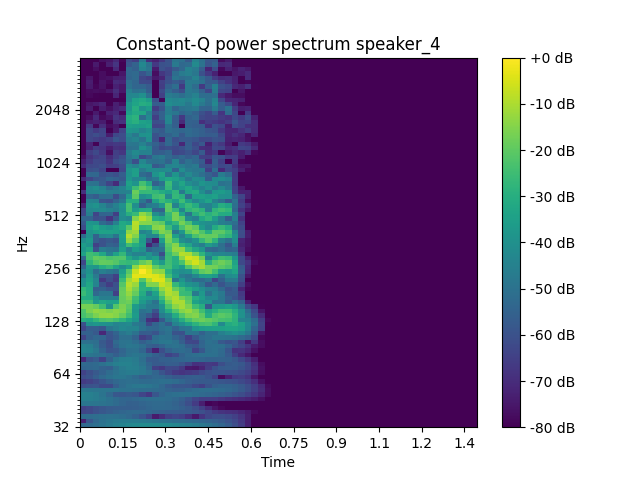 Constant-Q power spectrum speaker_4
2048
1024
512
256
128
64
32
Hz
0 0.15 0.3 0.45 0.6 0.75 0.9 1.1 1.2 1.4
Time
+0 dB
-10 dB
-20 dB
-30 dB
-40 dB
-50 dB
-60 dB
-70 dB
-80 dB